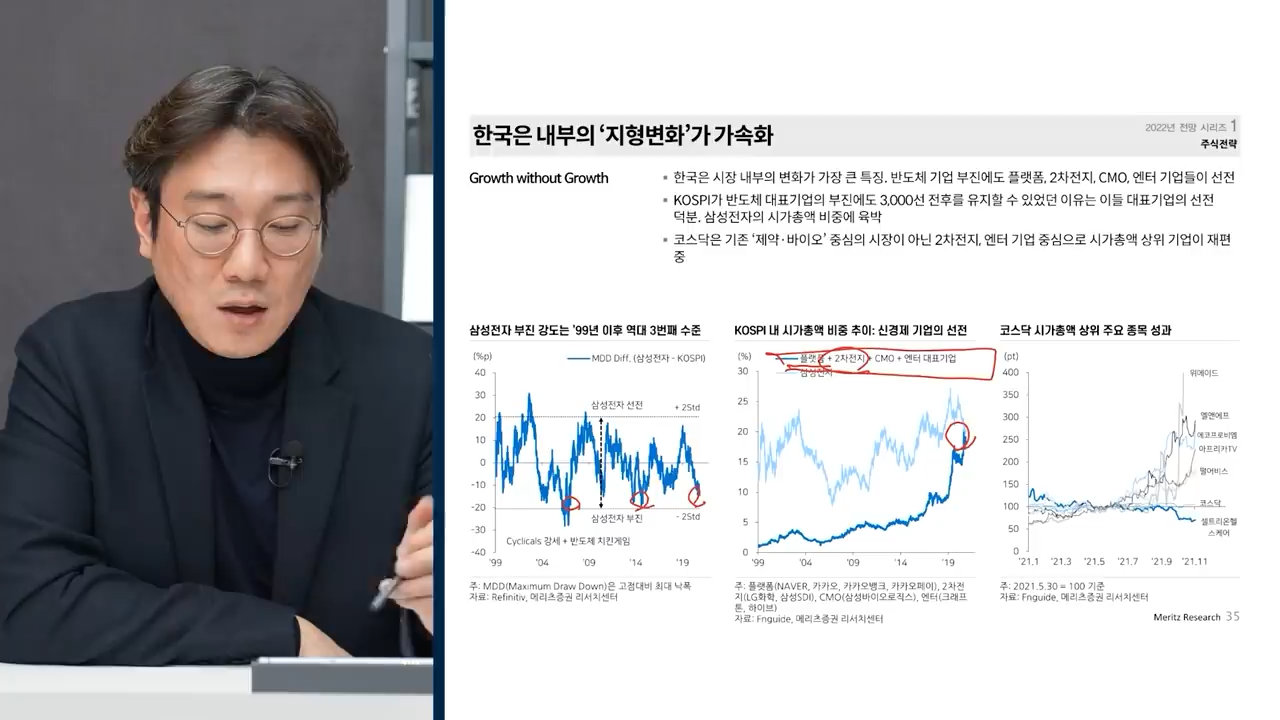 한국은 내부의 ‘지형변화’가 가속화
2022년 전망 시리즈 1
주식전략
Growth without Growth
▪ 한국은 시장 내부의 변화가 가장 큰 특징. 반도체 기업 부진에도 플랫폼, 2차전지, CMO, 엔터 기업들이 선전
▪ KOSPI가 반도체 대표기업의 부진에도 3,000선 전후를 유지할 수 있었던 이유는 이들 대표기업의 선전
덕분. 삼성전자의 시가총액 비중에 육박
▪ 코스닥은 기존 ‘제약·바이오’ 중심의 시장이 아닌 2차전지, 엔터 기업 중심으로 시가총액 상위 기업이 재편
중
삼성전자 부진 강도는 ’99년 이후 역대 3번째 수준
(%p)
MDD Diff. (삼성전자 - KOSPI)
40
30
20
10
0
-10
-20
-30
-40
삼성전자 선전
+ 2Std
삼성전자 부진
- 2Std
Cyclicals 강세 + 반도체 치킨게임
'99
'04
'09
'14
'19
주: MDD(Maximum Draw Down)은 고점대비 최대 낙폭
자료: Refinitiv, 메리츠증권 리서치센터
KOSPI 내 시가총액 비중 추이: 신경제 기업의 선전
(%)
플랫폼 + 2차전지 + CMO + 엔터 대표기업
삼성전자
30
25
20
15
10
5
0
'99
'04
'09
'14
'19
주: 플랫폼(NAVER, 카카오, 카카오뱅크, 카카오페이), 2차전
지(LG화학, 삼성SDI), CMO(삼성바이오로직스), 엔터(크래프
톤, 하이브)
자료: Fnguide, 메리츠증권 리서치센터
코스닥 시가총액 상위 주요 종목 성과
(pt)
400
350
300
250
200
150
100
50
0
위메이드
엘앤에프
에코프로비엠
아프리카TV
펄어비스
코스닥
셀트리온헬
스케어
'21.1
'21.3
'21.5
'21.7
'21.9
'21.11
주: 2021.5.30 = 100 기준
자료: Fnguide, 메리츠증권 리서치센터
Meritz Research 35